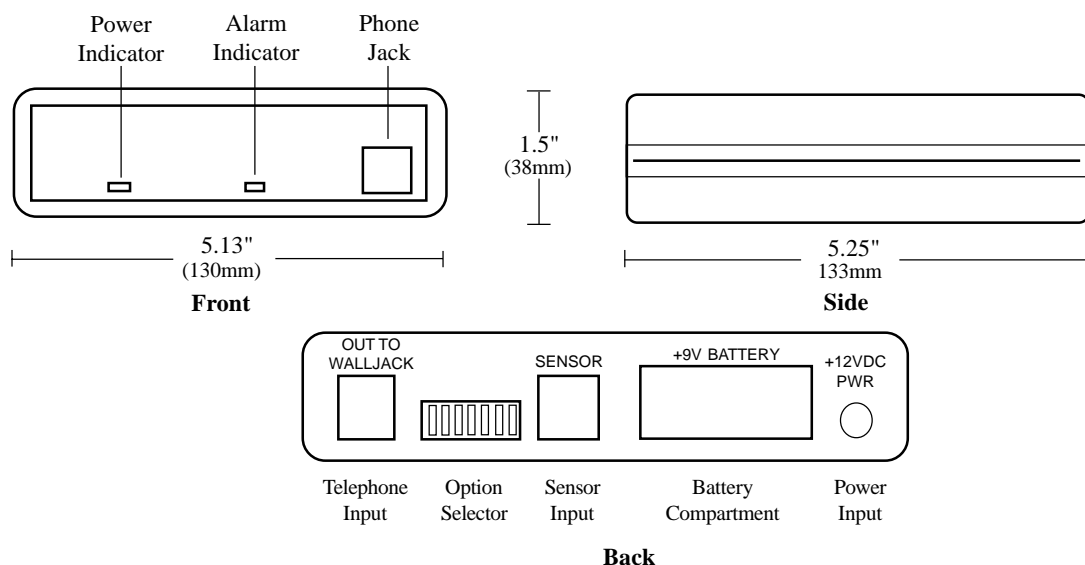 Power Indicator
Alarm Indicator
Phone Jack
1.5"
(38mm)
5.13"
(130mm)
Front
5.25"
133mm
Side
OUT TO WALLJACK
SENSOR
+9V BATTERY
+12VDC PWR
Telephone Input
Option Selector
Sensor Input
Battery Compartment
Power Input
Back